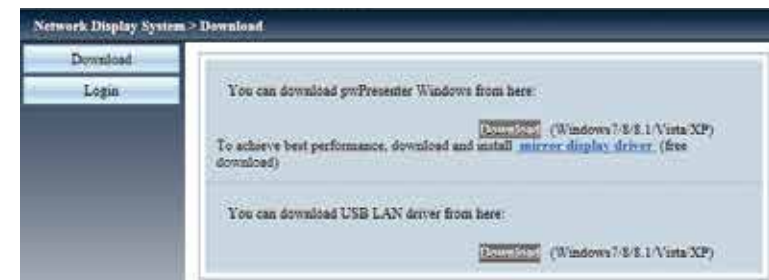 Network Display System > Download
Download
Login
You can download pwPresenter Windows from here:
Download (Windows7/8/8.1/Vista/XP)
To achieve best performance, download and install mirror display driver (free
download)
You can download USB LAN driver from here:
Download (Windows7/8/8.1/Vista/XP)